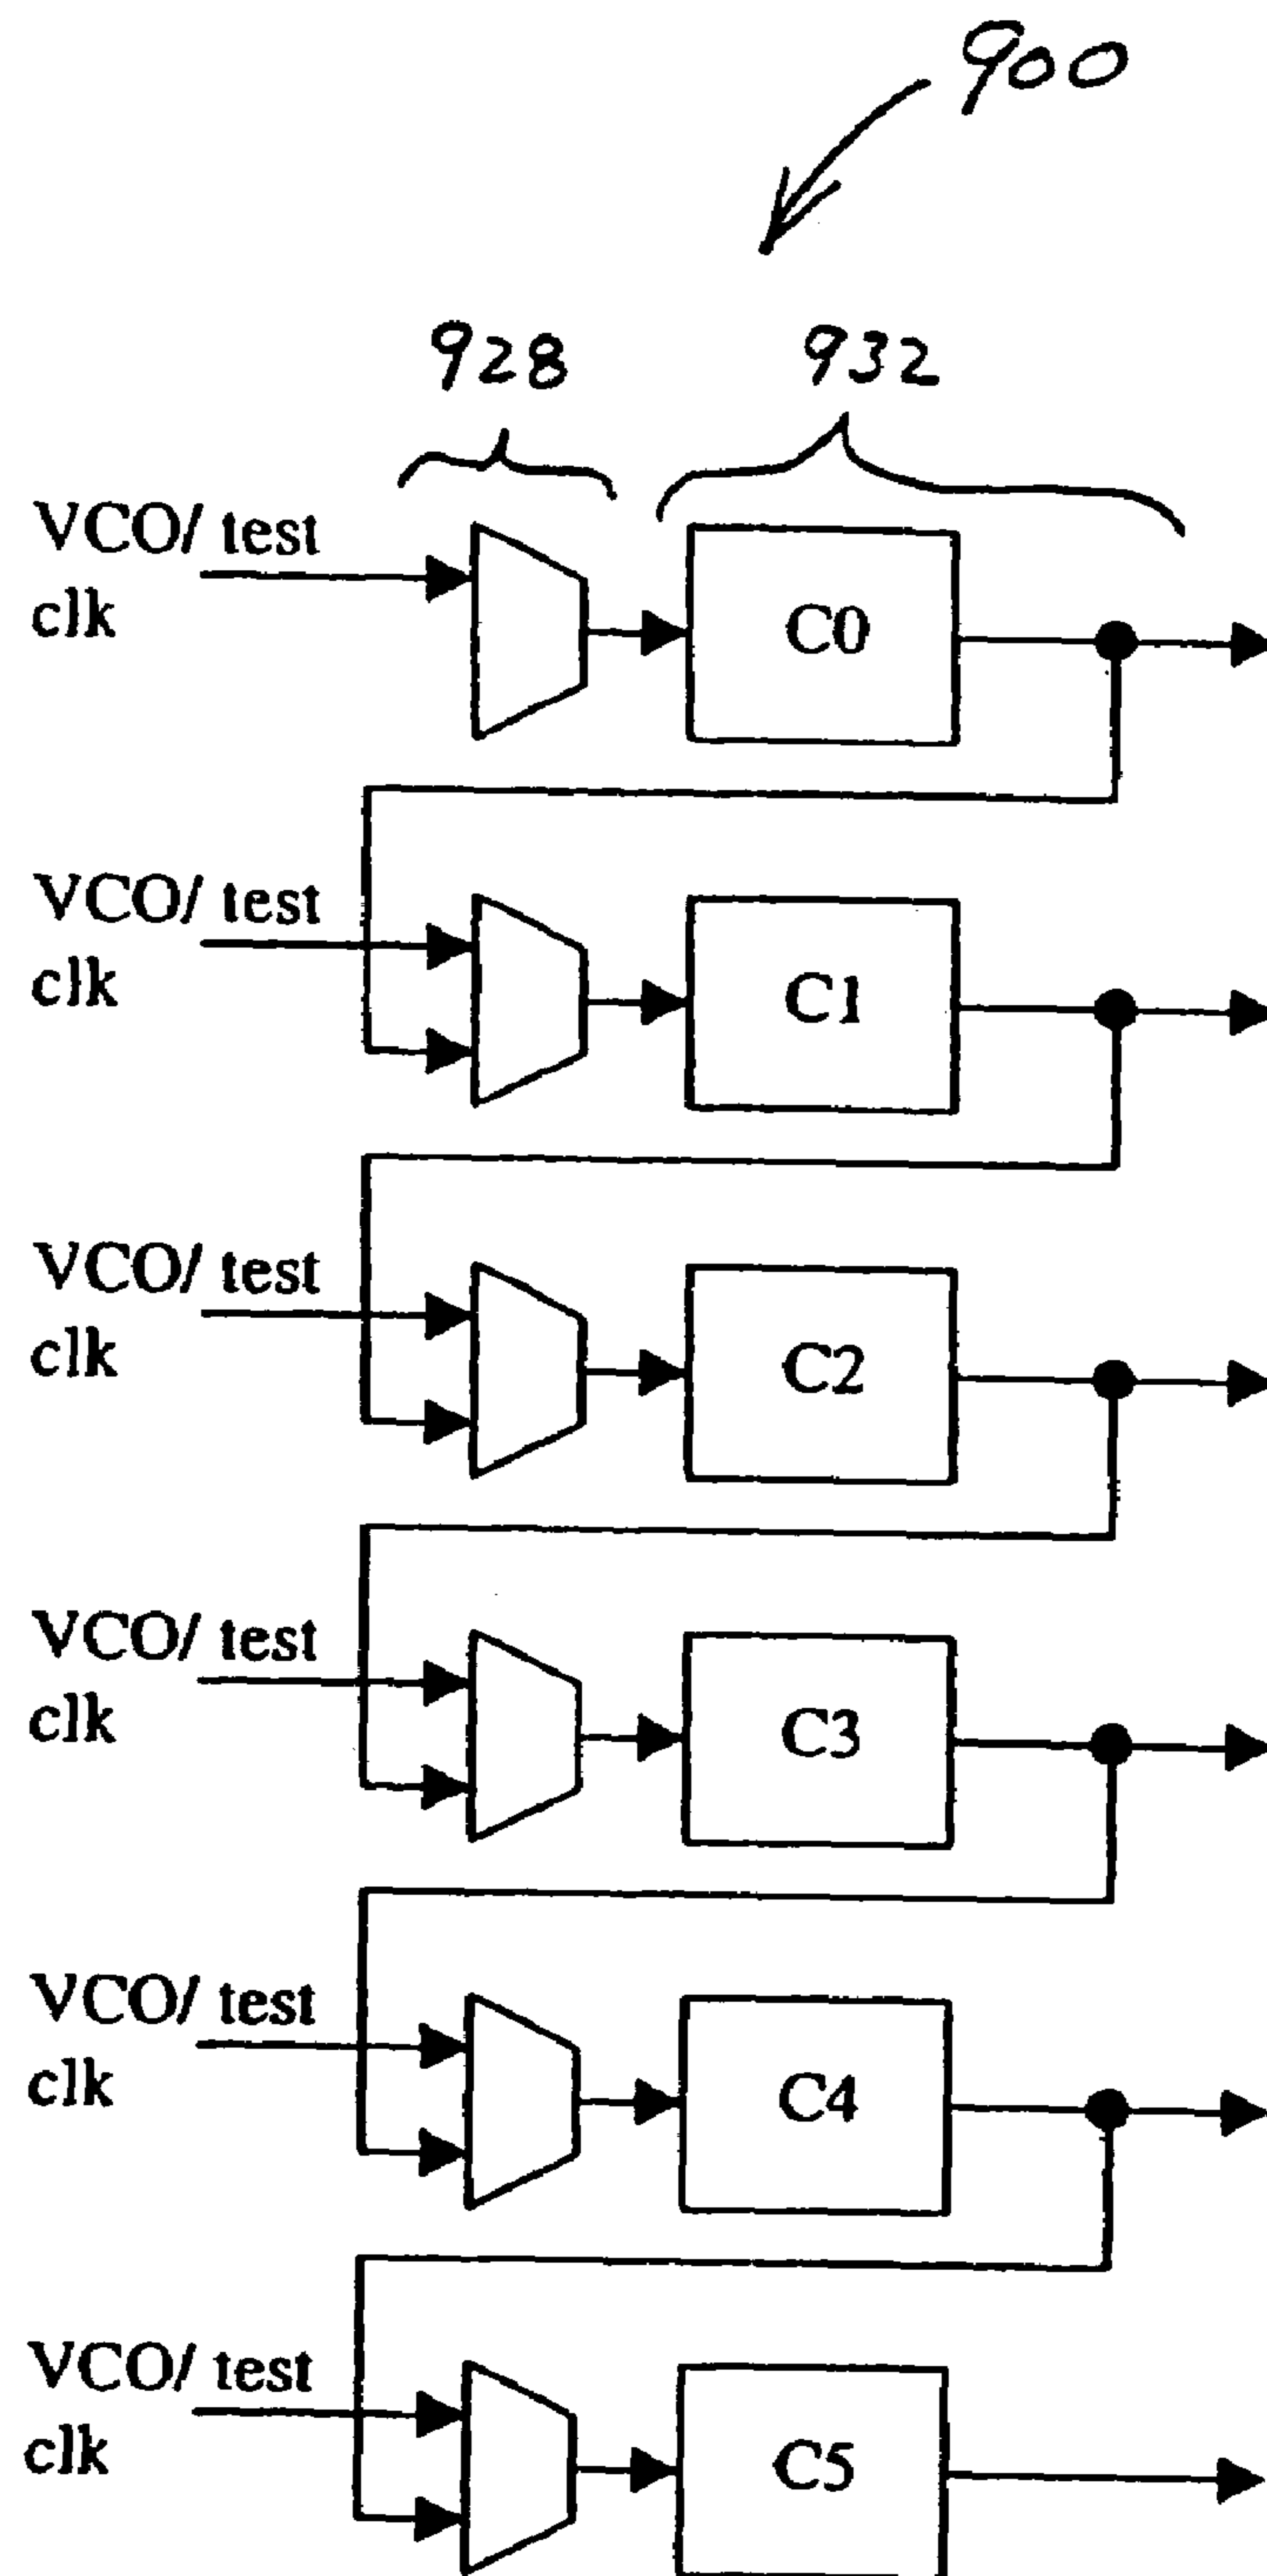 900
928
932
VCO/ test
clk
C0
VCO/ test
clk
C1
VCO/ test
clk
C2
VCO/ test
clk
C3
VCO/ test
clk
C4
VCO/ test
clk
C5